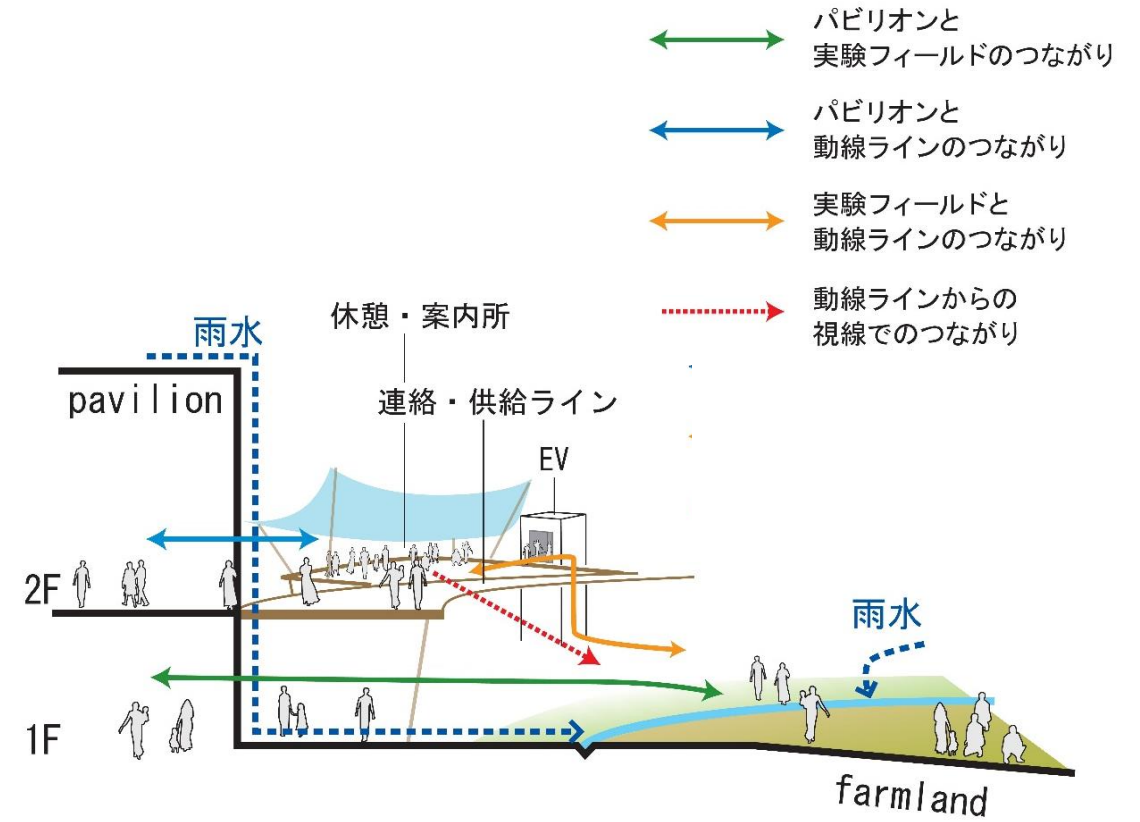 パビリオンと
実験フィールドのつながり
パビリオンと
動線ラインのつながり
実験フィールドと
動線ラインのつながり
動線ラインからの
視線でのつながり
休憩・案内所
雨水
pavilion
連絡・供給ライン
EV
2F
雨水
1F
farmland